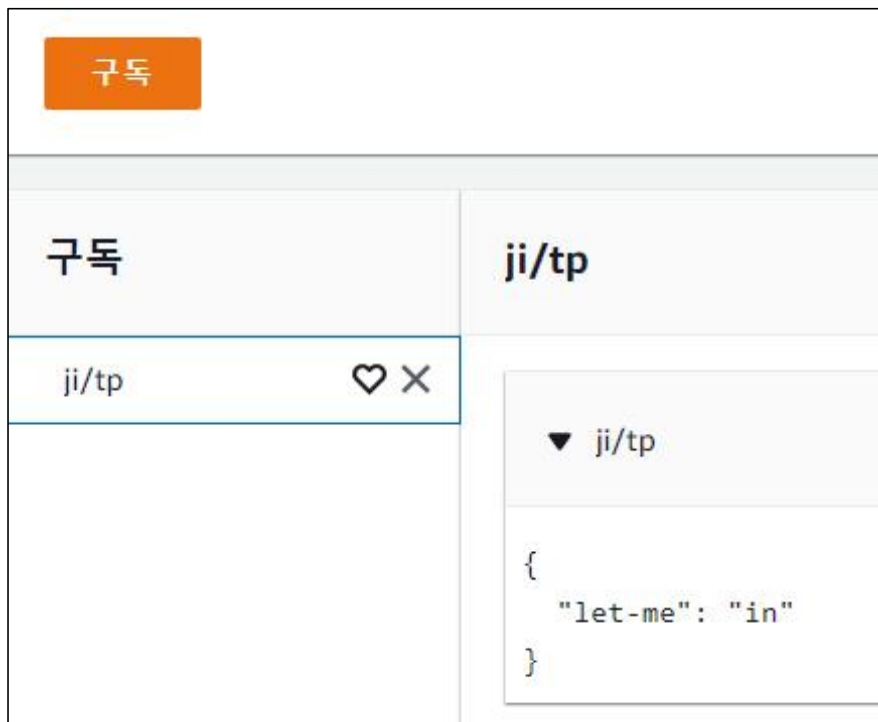 구독
구독
ji/tp
ji/tp
ji/tp
{
"let-me": "in"
}